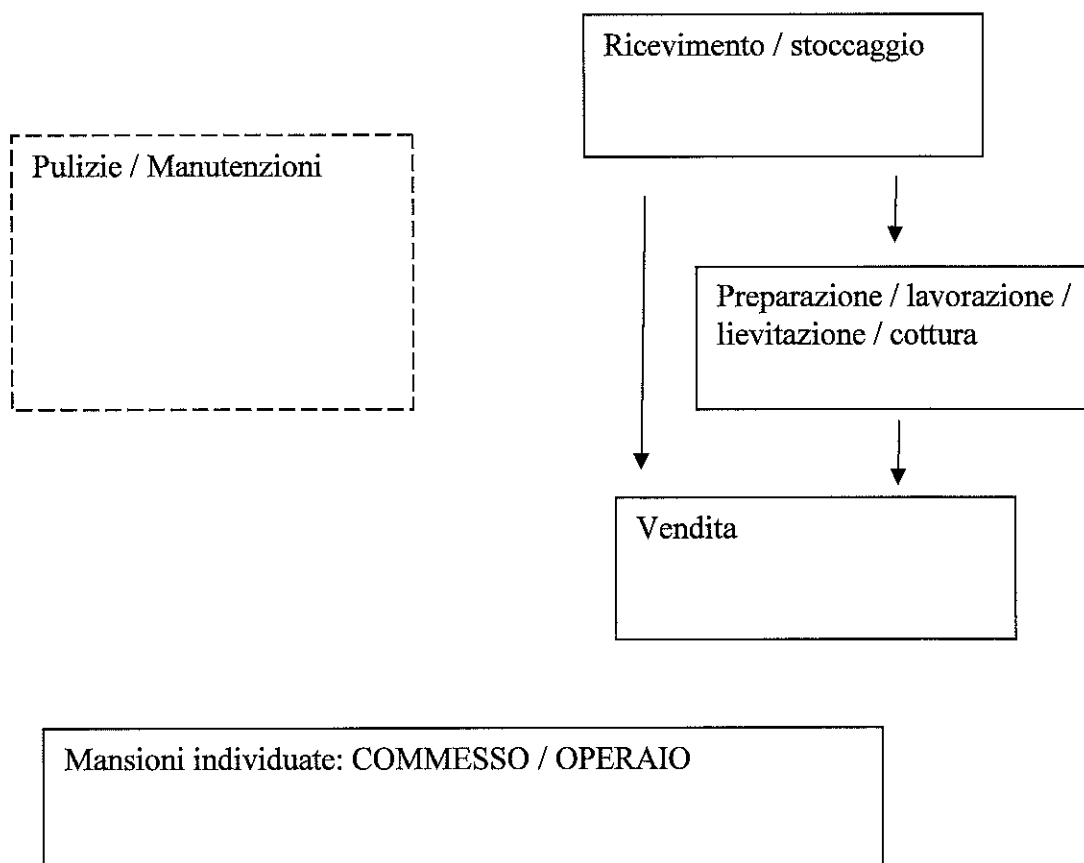 Ricevimento / stoccaggio
Pulizie / Manutenzioni
Preparazione / lavorazione /
lievitazione / cottura
Vendita
Mansioni individuate: COMMESSO / OPERAIO